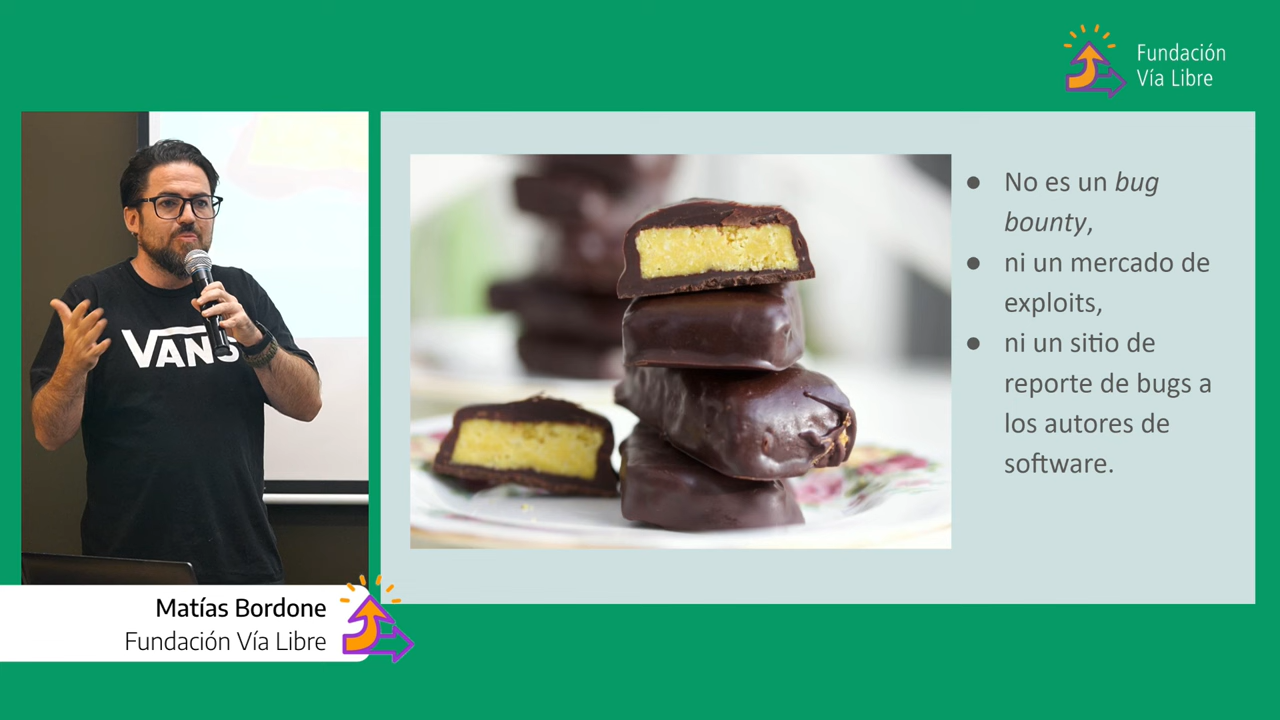 Fundación
Vía Libre
VANS
● No es un bug
bounty,
● ni un mercado de
exploits,
● ni un sitio de
reporte de bugs a
los autores de
software.
Matías Bordone
Fundación Vía Libre